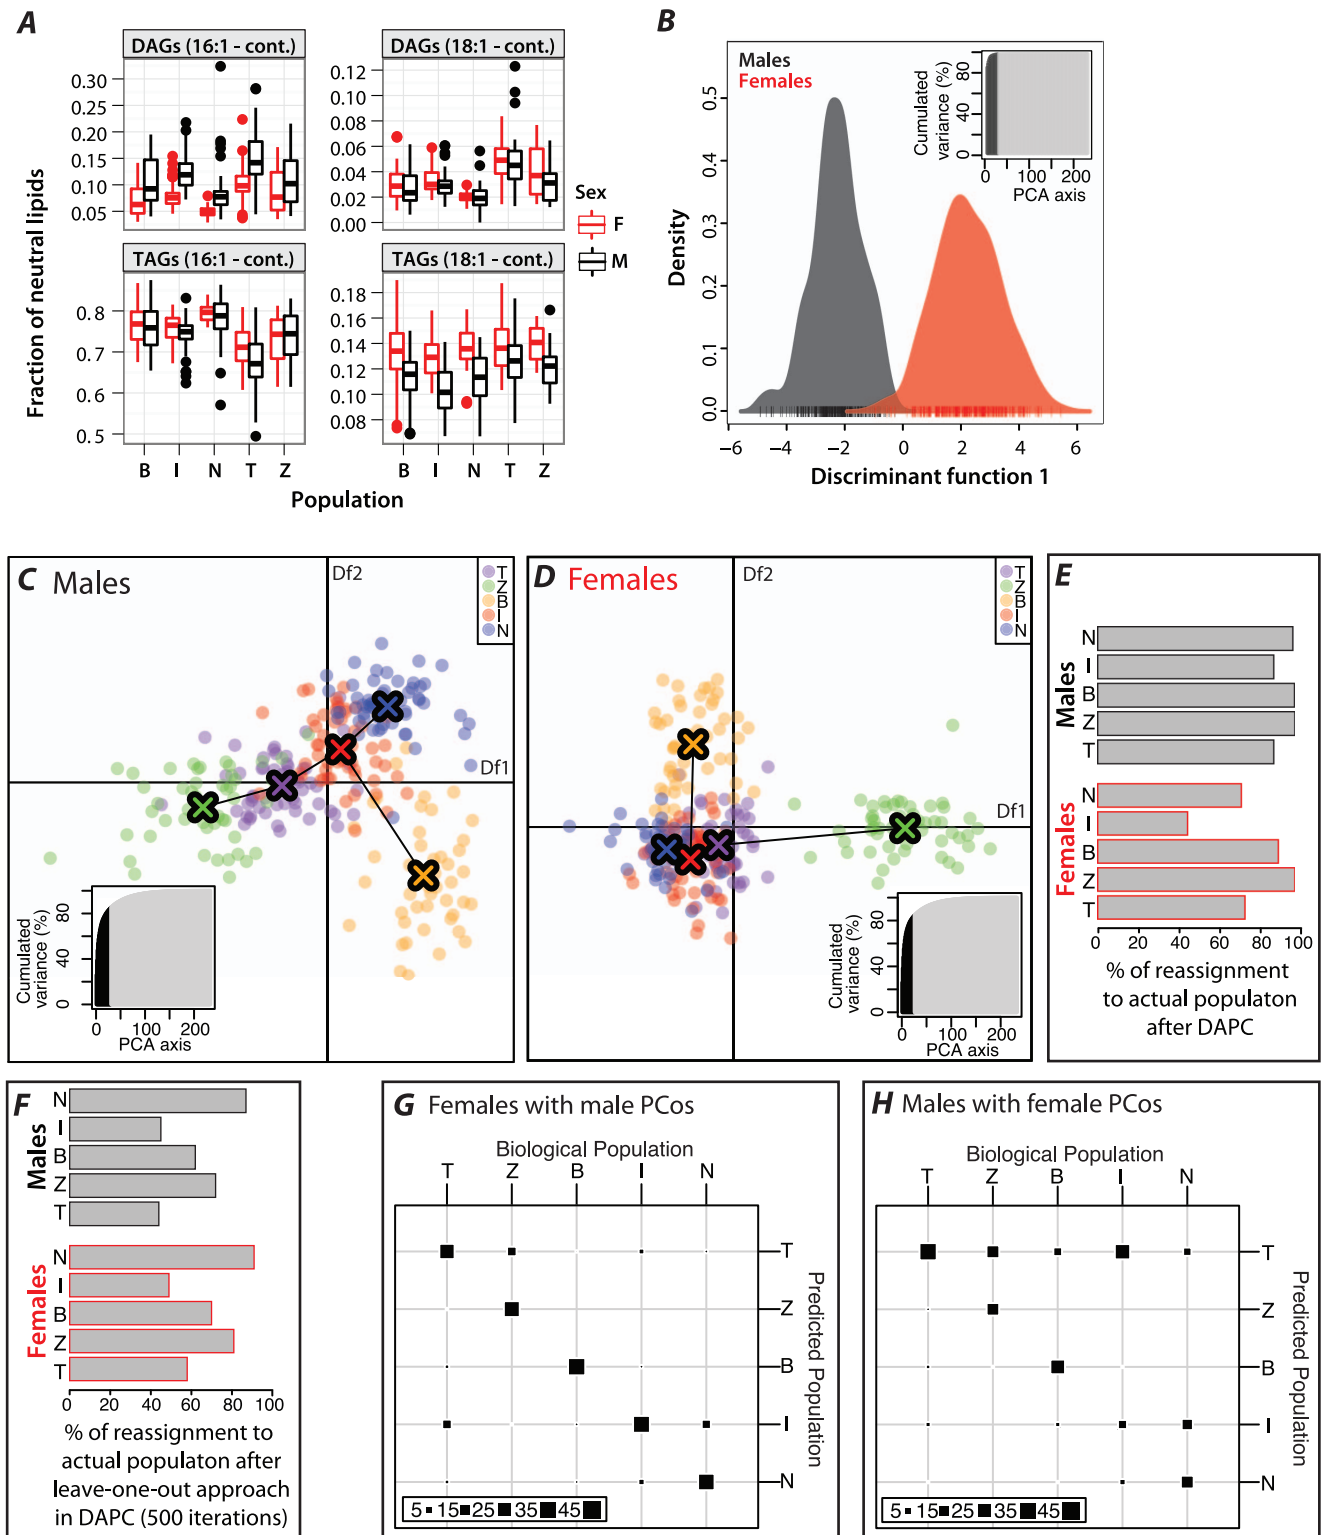 A
DAGs (16:1 - cont.)
DAGs (18:1 - cont.)
0.30
0.25
0.20
0.15
0.10
0.05
0.12
0.10
0.08
0.06
0.04
0.02
0.00
TAGs (16:1 - cont.)
TAGs (18:1 - cont.)
0.8
0.7
0.6
0.5
0.18
0.16
0.14
0.12
0.10
0.08
B I N T Z
B I N T Z
Population
Fraction of neutral lipids
Sex
F
M
B
Males
Females
Density
0.0
0.1
0.2
0.3
0.4
0.5
−6 −4 −2 0 2 4 6
Discriminant function 1
Cumulated
variance (%)
0 40 80
0 100 200
PCA axis
C Males
Df2
Df1
T
Z
B
I
N
Cumulated
variance (%)
0 40 80
0 100 200
PCA axis
D Females
Df2
Df1
T
Z
B
I
N
Cumulated
variance (%)
0 40 80
0 100 200
PCA axis
E
Males
N
I
B
Z
T
Females
N
I
B
Z
T
0 20 40 60 80 100
% of reassignment
to actual populaton
after DAPC
F
Males
N
I
B
Z
T
Females
N
I
B
Z
T
0 20 40 60 80 100
% of reassignment to
actual populaton after
leave-one-out approach
in DAPC (500 iterations)
G Females with male PCos
Biological Population
T Z B I N
T
Z
B
I
N
Predicted Population
5 15 25 35 45
H Males with female PCos
Biological Population
T Z B I N
T
Z
B
I
N
Predicted Population
5 15 25 35 45